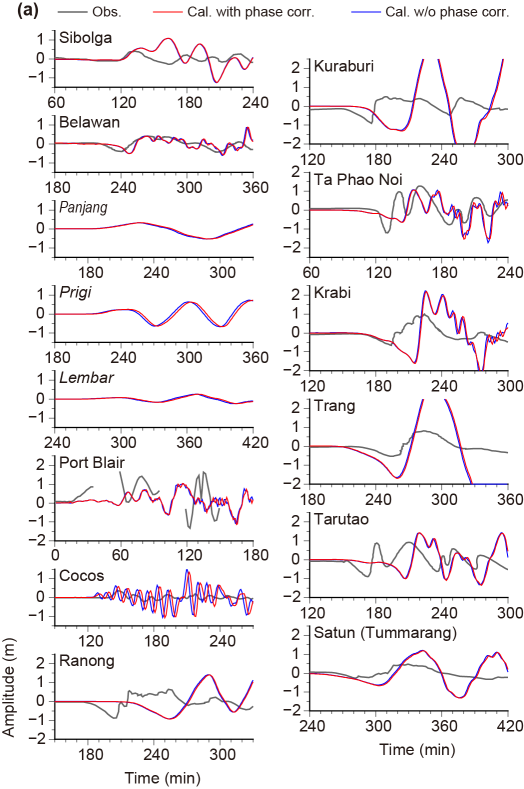 (a)
Obs.
Cal. with phase corr.
Cal. w/o phase corr.
Sibolga
1
0
−1
60 120 180 240
Belawan
1
0
−1
120 180 240 300 360
Panjang
1
0
−1
180 240 300 360
Prigi
1
0
−1
180 240 300 360
Lembar
1
0
−1
240 300 360 420
Port Blair
2
1
0
−1
−2
0 60 120 180
Cocos
1
0
−1
120 180 240
Ranong
2
1
0
−1
−2
150 180 240 300
Time (min)
Amplitude (m)
Kuraburi
2
1
0
−1
−2
120 180 240 300
Ta Phao Noi
2
1
0
−1
−2
60 120 180 240
Krabi
2
1
0
−1
−2
120 180 240 300
Trang
2
1
0
−1
−2
180 240 300 360
Tarutao
2
1
0
−1
−2
120 180 240 300
Satun (Tummarang)
2
1
0
−1
−2
240 300 360 420
Time (min)